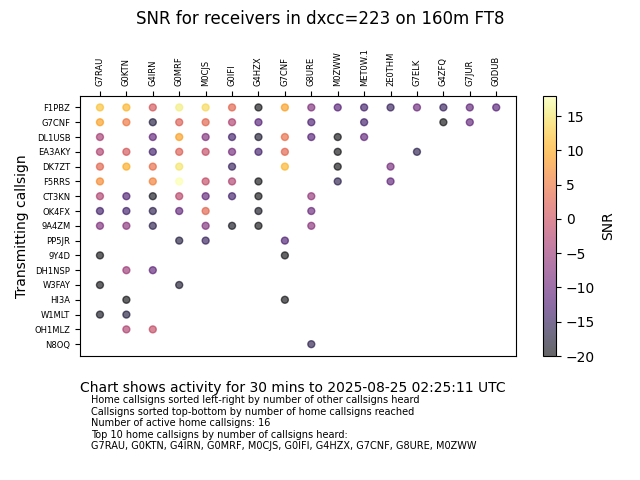 SNR for receivers in dxcc=223 on 160m FT8
G7RAU G0KTN G4IRN G0MRF M0CJS G0IFI G4HZX G7CNF G8URE M0ZWW MET0W.1 2E0THM G7ELK G4ZFQ G7JUR G0DUB
Transmitting callsign
F1PBZ
G7CNF
DL1USB
EA3AKY
DK7ZT
F5RRS
CT3KN
OK4FX
9A4ZM
PP5JR
9Y4D
DH1NSP
W3FAY
HI3A
W1MLT
OH1MLZ
N8OQ
15
10
5
0
−5
−10
−15
−20
SNR
Chart shows activity for 30 mins to 2025-08-25 02:25:11 UTC
Home callsigns sorted left-right by number of other callsigns heard
Callsigns sorted top-bottom by number of home callsigns reached
Number of active home callsigns: 16
Top 10 home callsigns by number of callsigns heard:
G7RAU, G0KTN, G4IRN, G0MRF, M0CJS, G0IFI, G4HZX, G7CNF, G8URE, M0ZWW